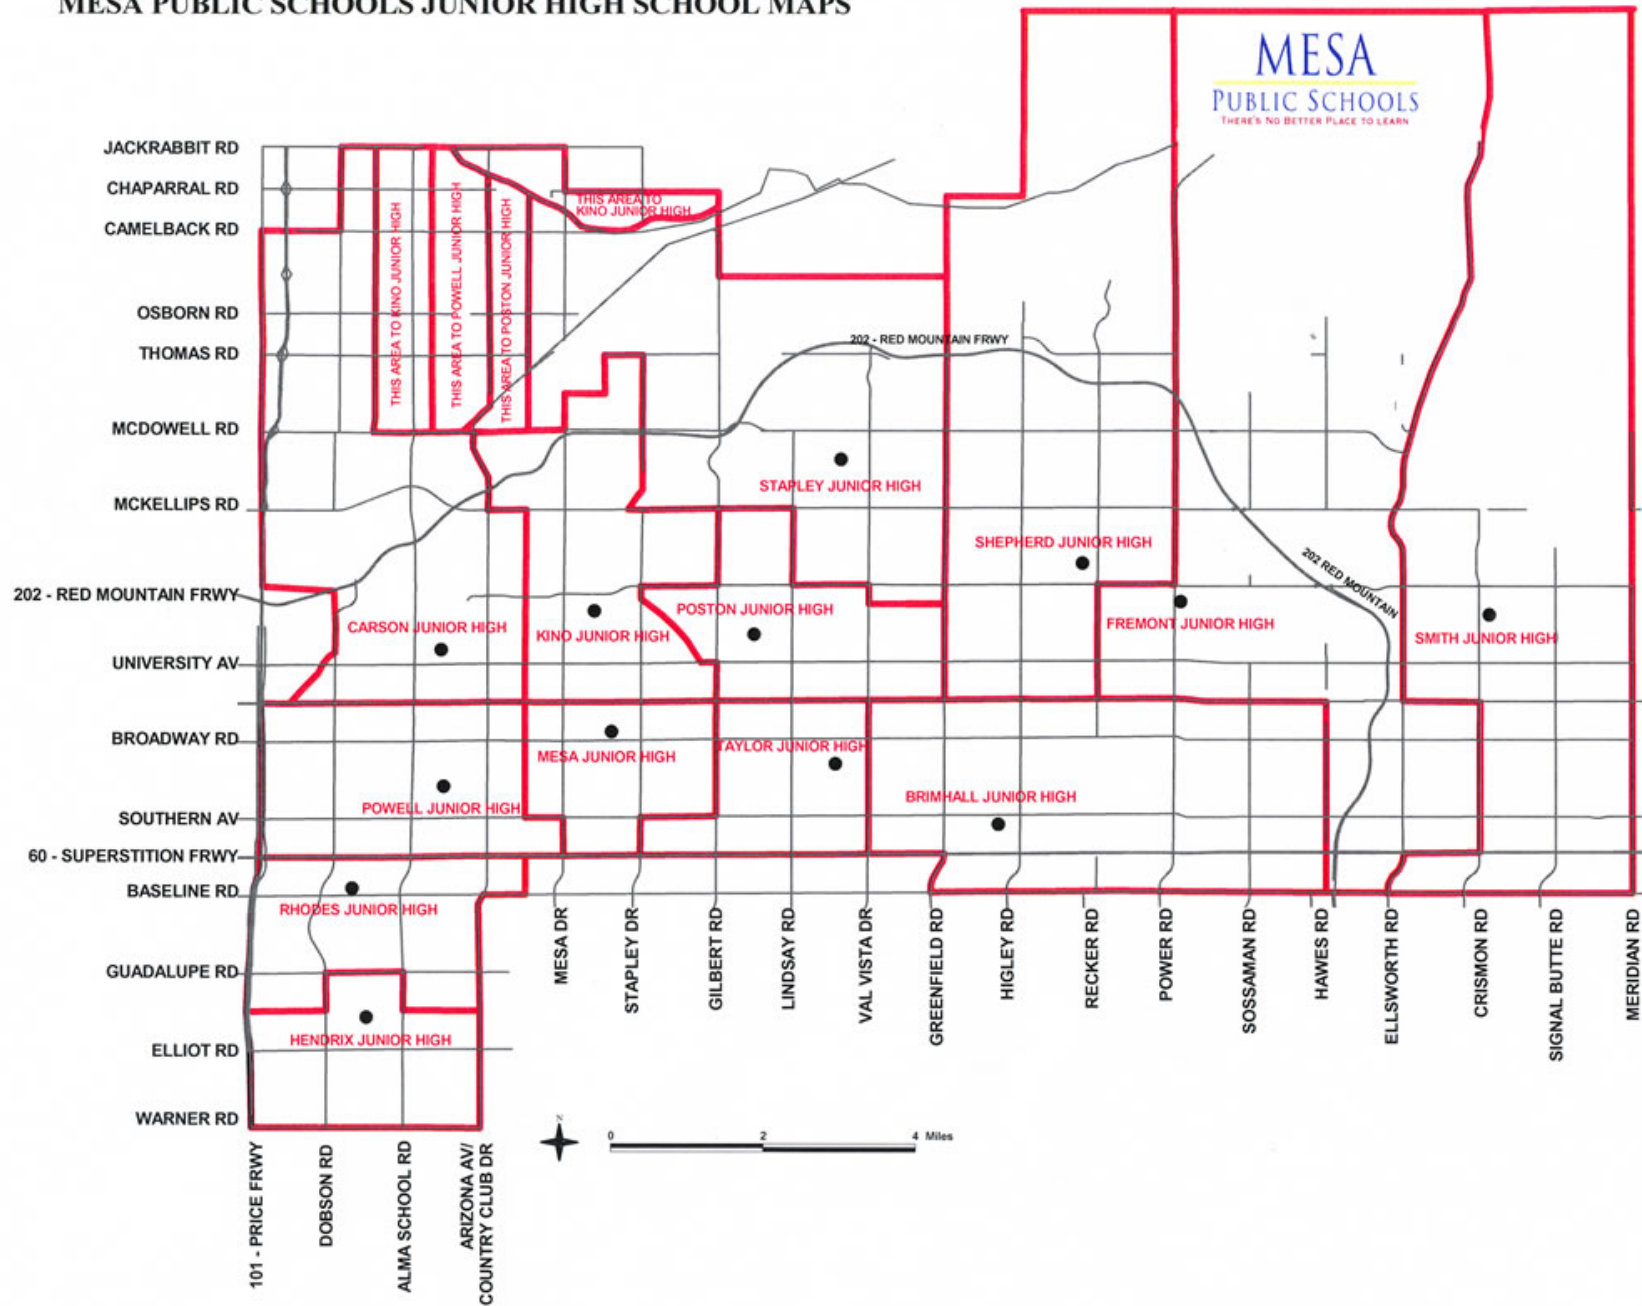 MESA PUBLIC SCHOOLS JUNIOR HIGH SCHOOL MAPS
MESA
PUBLIC SCHOOLS
THERE'S NO BETTER PLACE TO LEARN
JACKRABBIT RD
CHAPARRAL RD
CAMELBACK RD
OSBORN RD
THOMAS RD
MCDOWELL RD
MCKELLIPS RD
202 - RED MOUNTAIN FRWY
UNIVERSITY AV
BROADWAY RD
SOUTHERN AV
60 - SUPERSTITION FRWY
BASELINE RD
GUADALUPE RD
ELLIOT RD
WARNER RD
THIS AREA TO KINO JUNIOR HIGH
THIS AREA TO POWELL JUNIOR HIGH
THIS AREA TO POSTON JUNIOR HIGH
THIS AREA TO
KINO JUNIOR HIGH
202 - RED MOUNTAIN FRWY
202 RED MOUNTAIN
STAPLEY JUNIOR HIGH
SHEPHERD JUNIOR HIGH
POSTON JUNIOR HIGH
CARSON JUNIOR HIGH
KINO JUNIOR HIGH
FREMONT JUNIOR HIGH
SMITH JUNIOR HIGH
MESA JUNIOR HIGH
TAYLOR JUNIOR HIGH
POWELL JUNIOR HIGH
BRIMHALL JUNIOR HIGH
RHODES JUNIOR HIGH
HENDRIX JUNIOR HIGH
MESA DR
STAPLEY DR
GILBERT RD
LINDSAY RD
VAL VISTA DR
GREENFIELD RD
HIGLEY RD
RECKER RD
POWER RD
SOSSAMAN RD
HAWES RD
ELLSWORTH RD
CRISMON RD
SIGNAL BUTTE RD
MERIDIAN RD
N
0 2 4 Miles
101 - PRICE FRWY
DOBSON RD
ALMA SCHOOL RD
ARIZONA AV/
COUNTRY CLUB DR